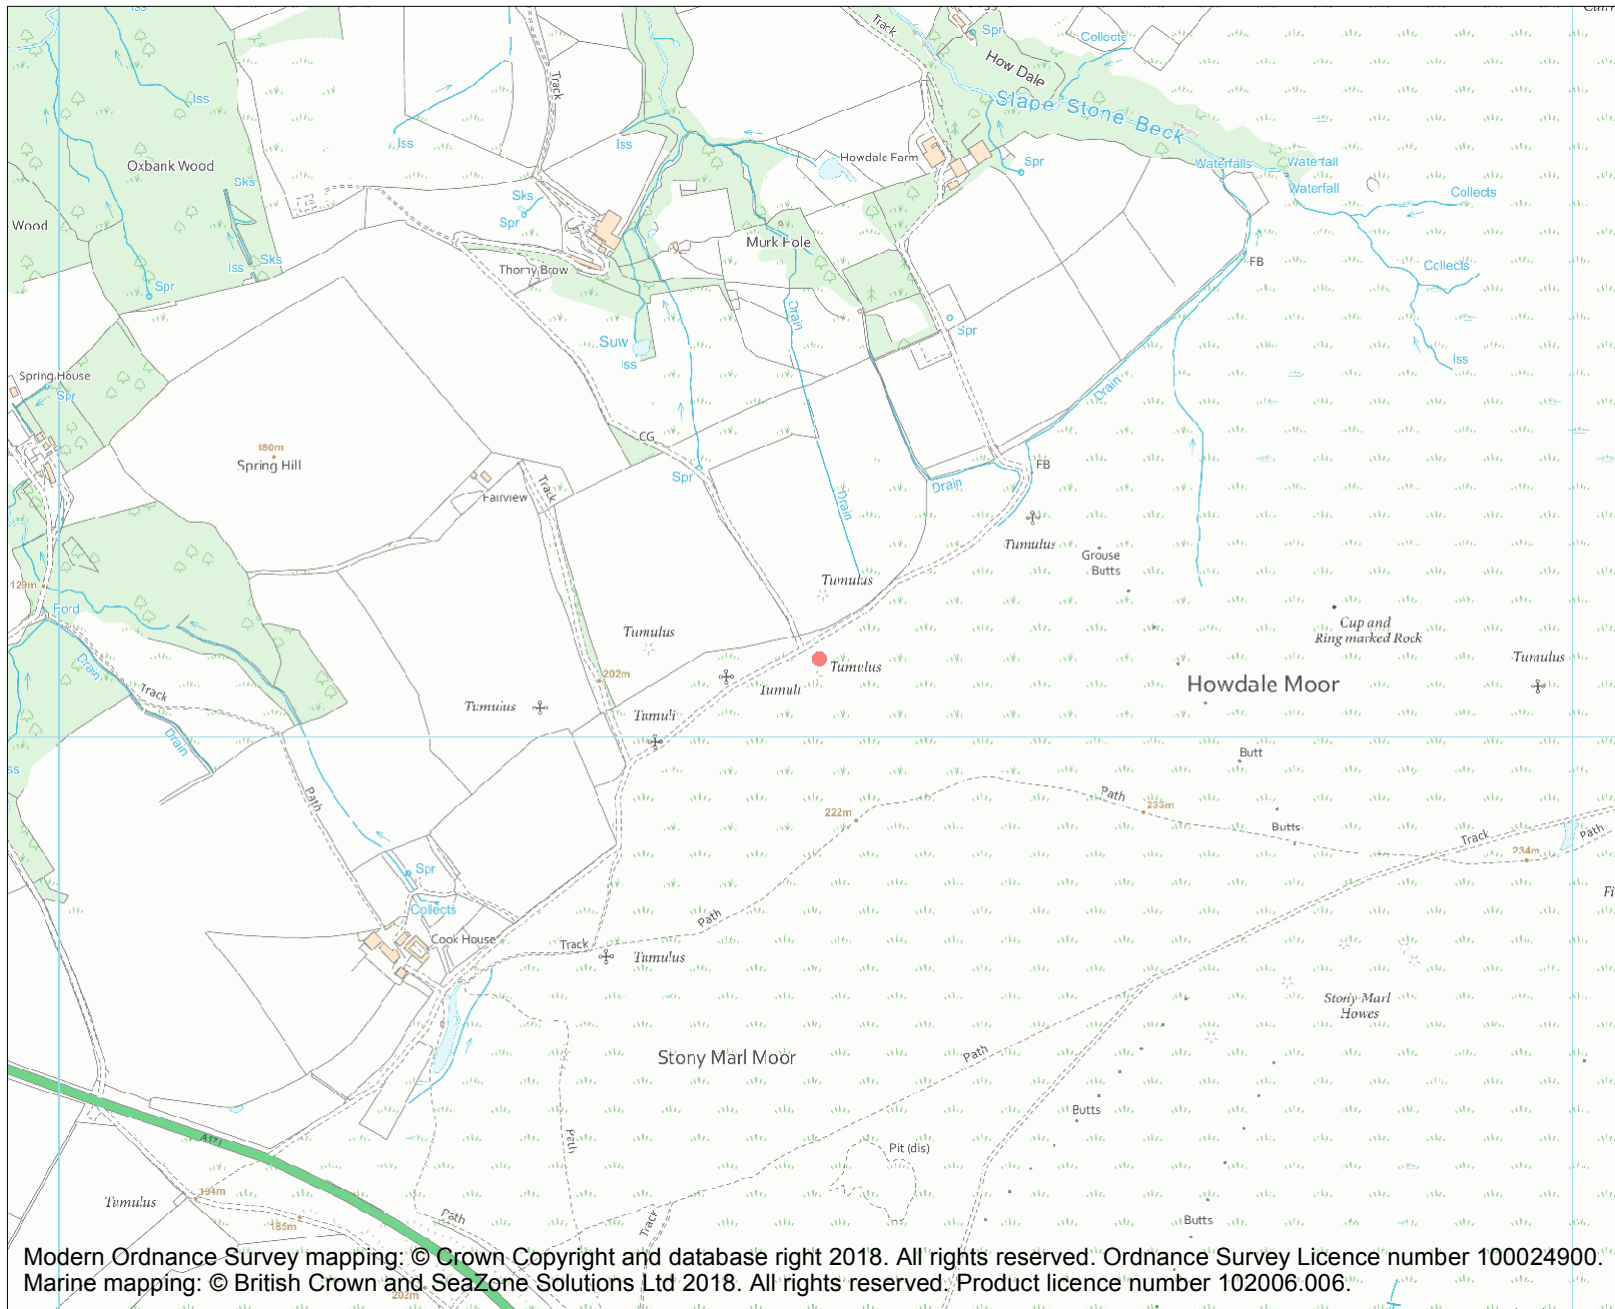 Track
Spr
Collects
How Dale
Slape Stone Beck
Track
Iss
Iss
Iss
Oxbank Wood
Howdale Farm
Spr
Waterfalls
Waterfall
Waterfall
Collects
Sks
Sks
Spr
Wood
Murk Hole
Iss
Sks
Thorny Brow
FB
Collects
Spr
Drain
Spr
Suw
Iss
Iss
Spring House
Spr
Drain
CG
180m
Spring Hill
Spr
FB
Drain
Fairview
Track
Drain
Tumulus
Grouse
Butts
Tumulus
129m
Ford
Cup and
Ring marked Rock
Tumulus
Tumulus
Tumulus
Drain
202m
Tumuli
Howdale Moor
Track
Tumulus
Tumuli
Drain
Butt
Path
Path
233m
222m
Butts
Track
Path
234m
Spr
Collects
Path
Cook House
Track
Tumulus
Stony Marl
Howes
Stony Marl Moor
Path
Butts
A171
Path
Pit (dis)
Tumulus
194m
185m
Path
Track
Butts
Modern Ordnance Survey mapping: © Crown Copyright and database right 2018. All rights reserved. Ordnance Survey Licence number 100024900.
Marine mapping: © British Crown and SeaZone Solutions Ltd 2018. All rights reserved. Product licence number 102006.006.
202m